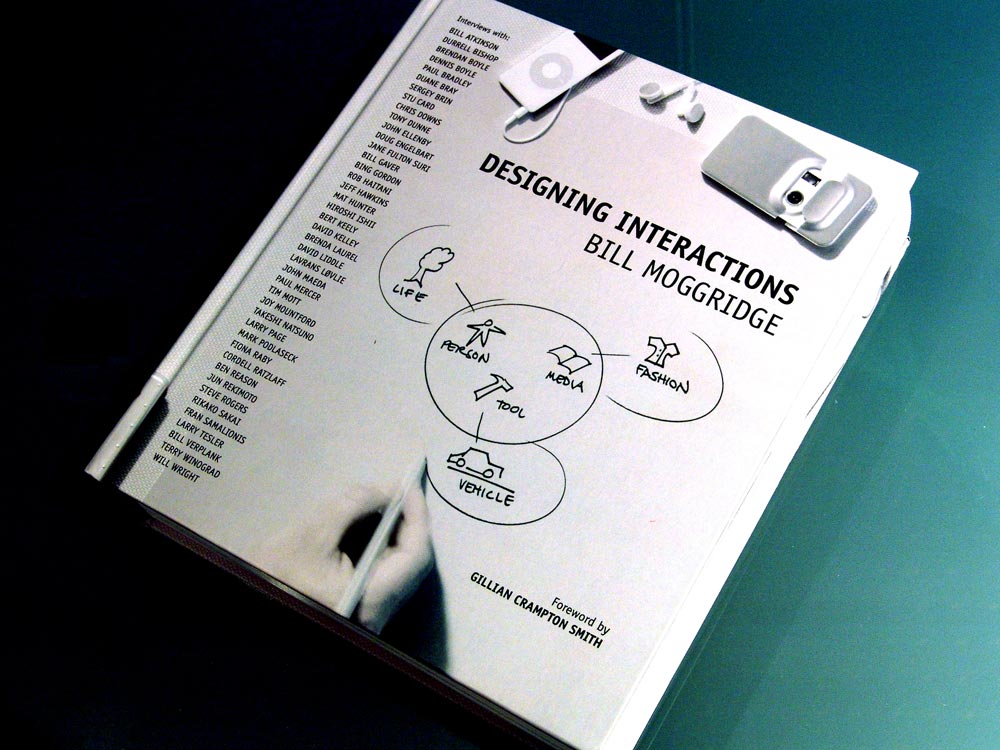 Interviews with:
BILL ATKINSON
DURRELL BISHOP
BRENDAN BOYLE
DENNIS BOYLE
PAUL BRADLEY
DUANE BRAY
SERGEY BRIN
STU CARD
CHRIS DOWNS
TONY DUNNE
JOHN ELLENBY
DOUG ENGELBART
JANE FULTON SURI
BILL GAVER
BING GORDON
ROB HAITANI
JEFF HAWKINS
MAT HUNTER
HIROSHI ISHII
BERT KEELY
DAVID KELLEY
BRENDA LAUREL
DAVID LIDDLE
LAVRANS LØVLIE
JOHN MAEDA
PAUL MERCER
TIM MOTT
JOY MOUNTFORD
TAKESHI NATSUNO
LARRY PAGE
MARK PODLASECK
FIONA RABY
CORDELL RATZLAFF
BEN REASON
JUN REKIMOTO
STEVE ROGERS
RIKAKO SAKAI
FRAN SAMALIONIS
LARRY TESLER
BILL VERPLANK
TERRY WINOGRAD
WILL WRIGHT
DESIGNING INTERACTIONS
BILL MOGGRIDGE
LIFE
PERSON
MEDIA
FASHION
TOOL
VEHICLE
Foreword by
GILLIAN CRAMPTON SMITH